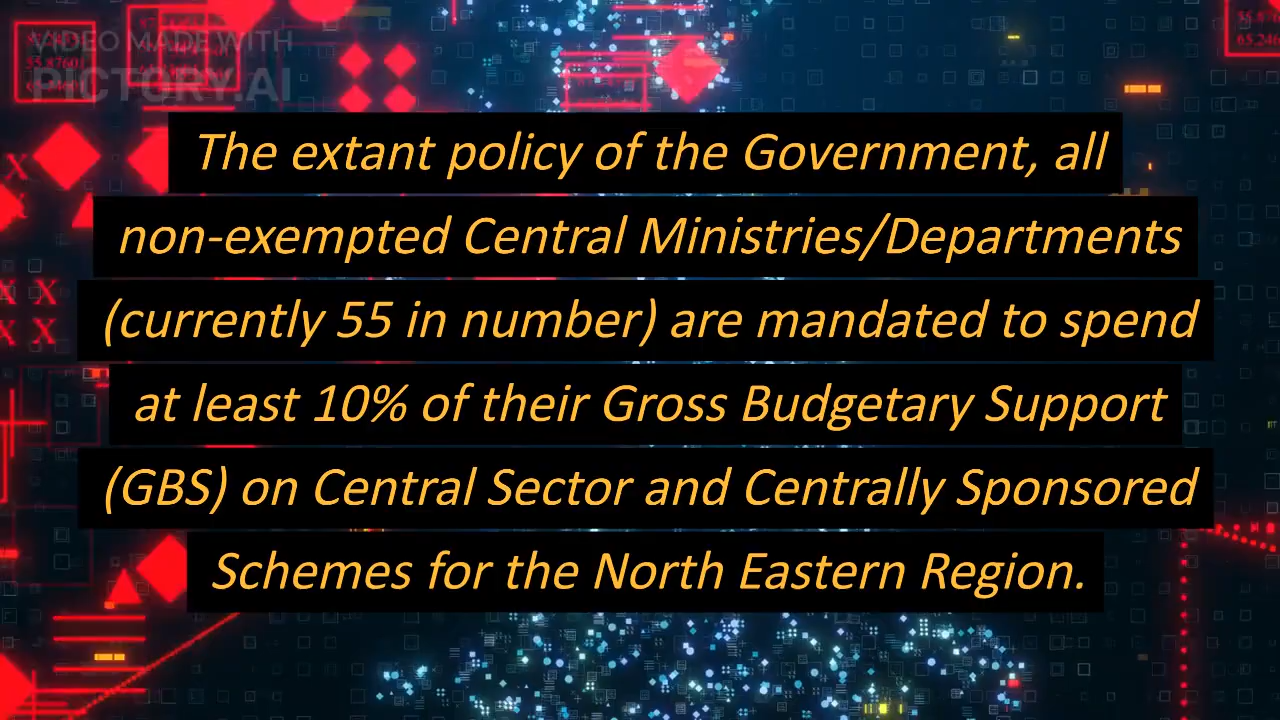 VIDEO MADE WITH
PICTORY.AI
The extant policy of the Government, all
non-exempted Central Ministries/Departments
(currently 55 in number) are mandated to spend
at least 10% of their Gross Budgetary Support
(GBS) on Central Sector and Centrally Sponsored
Schemes for the North Eastern Region.